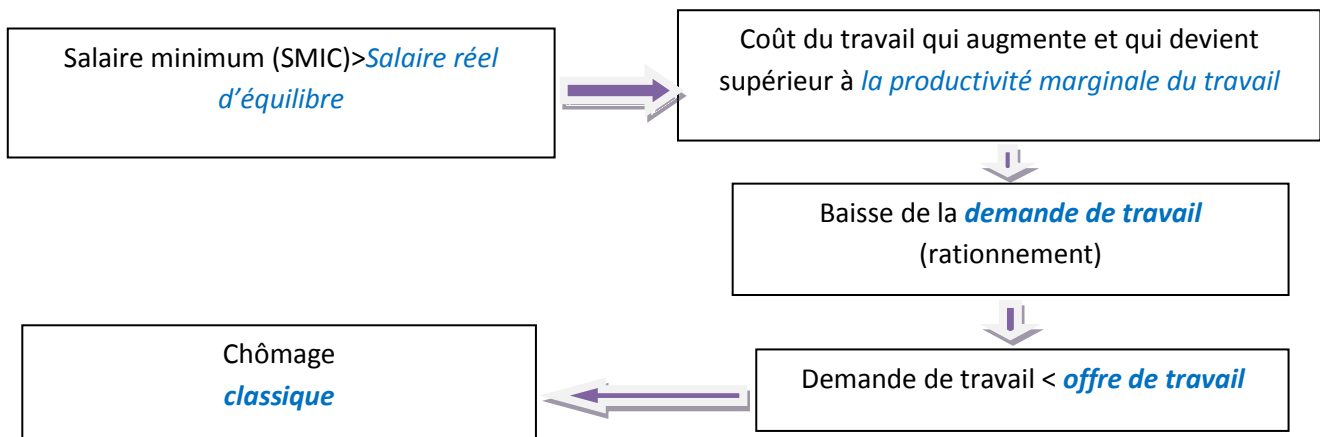 Salaire minimum (SMIC)>Salaire réel
d’équilibre
Coût du travail qui augmente et qui devient
supérieur à la productivité marginale du travail
Baisse de la demande de travail
(rationnement)
Demande de travail < offre de travail
Chômage
classique